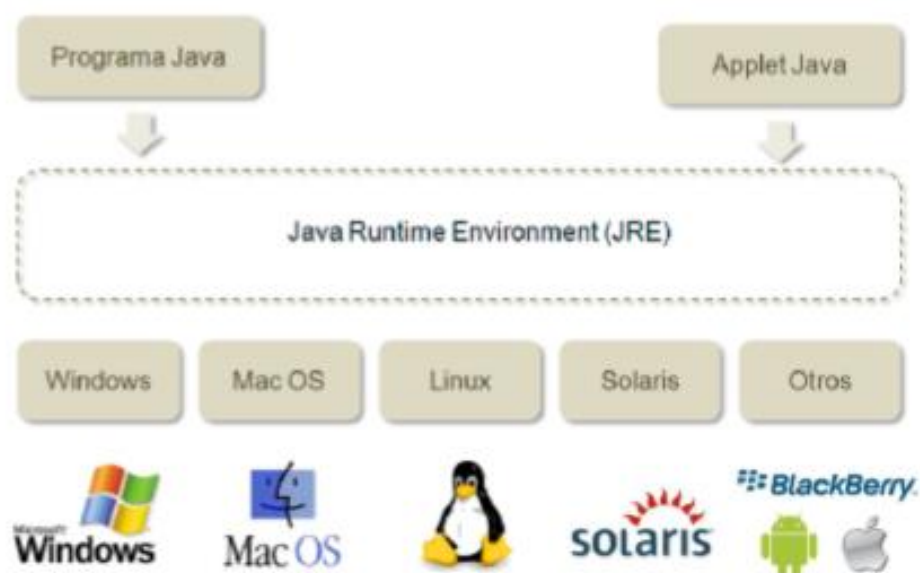 Programa Java
Applet Java
Java Runtime Environment (JRE)
Windows
Mac OS
Linux
Solaris
Otros
BlackBerry.
Microsoft
Windows
Mac OS
solaris